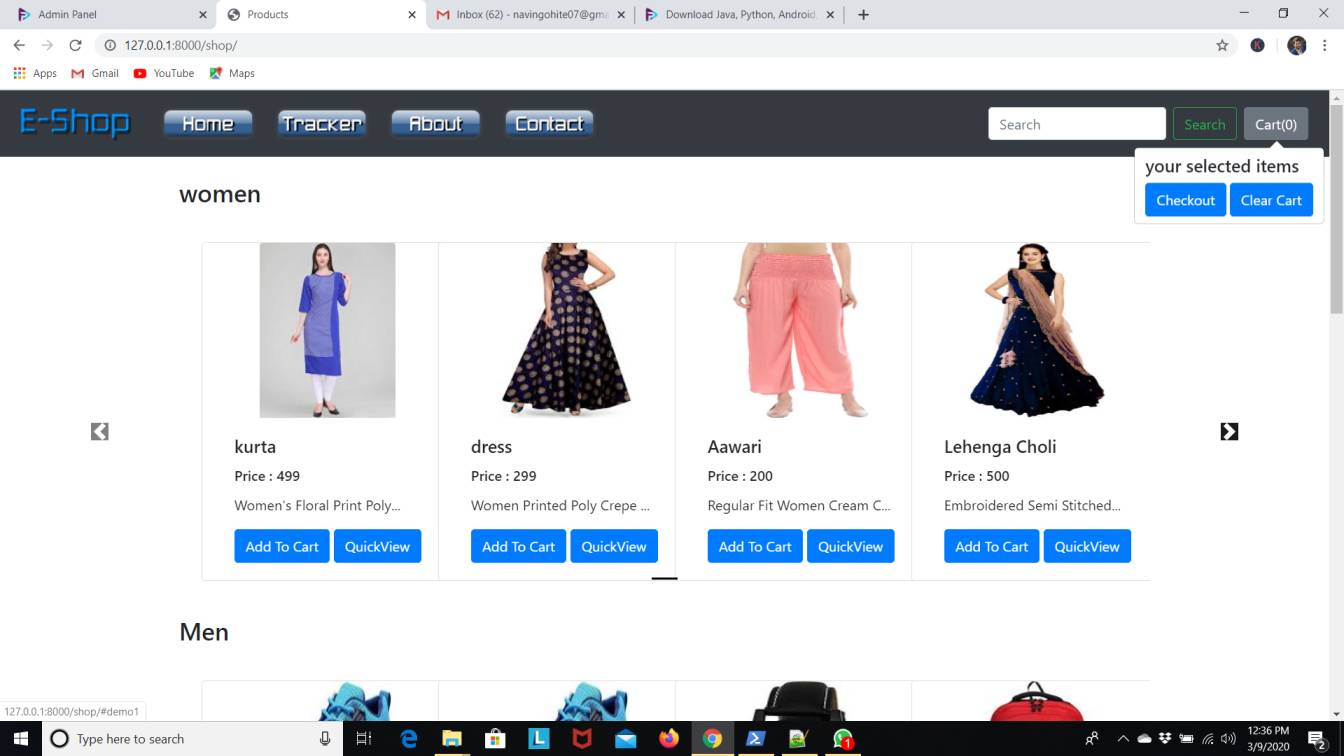 Admin Panel
Products
Inbox (62) - navingohite07@gma
Download Java, Python, Android,
127.0.0.1:8000/shop/
K
Apps
Gmail
YouTube
Maps
E-Shop
Home
Tracker
About
Contact
Search
Search
Cart(0)
your selected items
Checkout
Clear Cart
women
kurta
dress
Aawari
Lehenga Choli
Price : 499
Price : 299
Price : 200
Price : 500
Women's Floral Print Poly...
Women Printed Poly Crepe ...
Regular Fit Women Cream C...
Embroidered Semi Stitched...
Add To Cart
QuickView
Add To Cart
QuickView
Add To Cart
QuickView
Add To Cart
QuickView
Men
127.0.0.1:8000/shop/#demo1
Type here to search
L
1
12:36 PM
3/9/2020
2